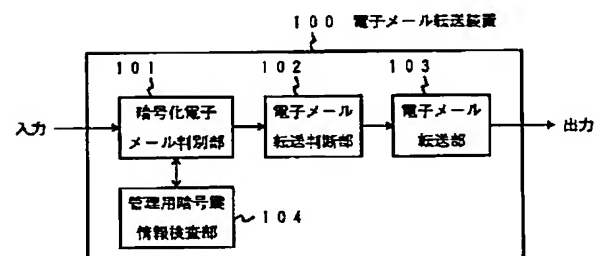 100 電子メール転送装置
101
102
103
入力
暗号化電子
メール判別部
電子メール
転送判断部
電子メール
転送部
出力
管理用暗号鍵
情報検査部
104